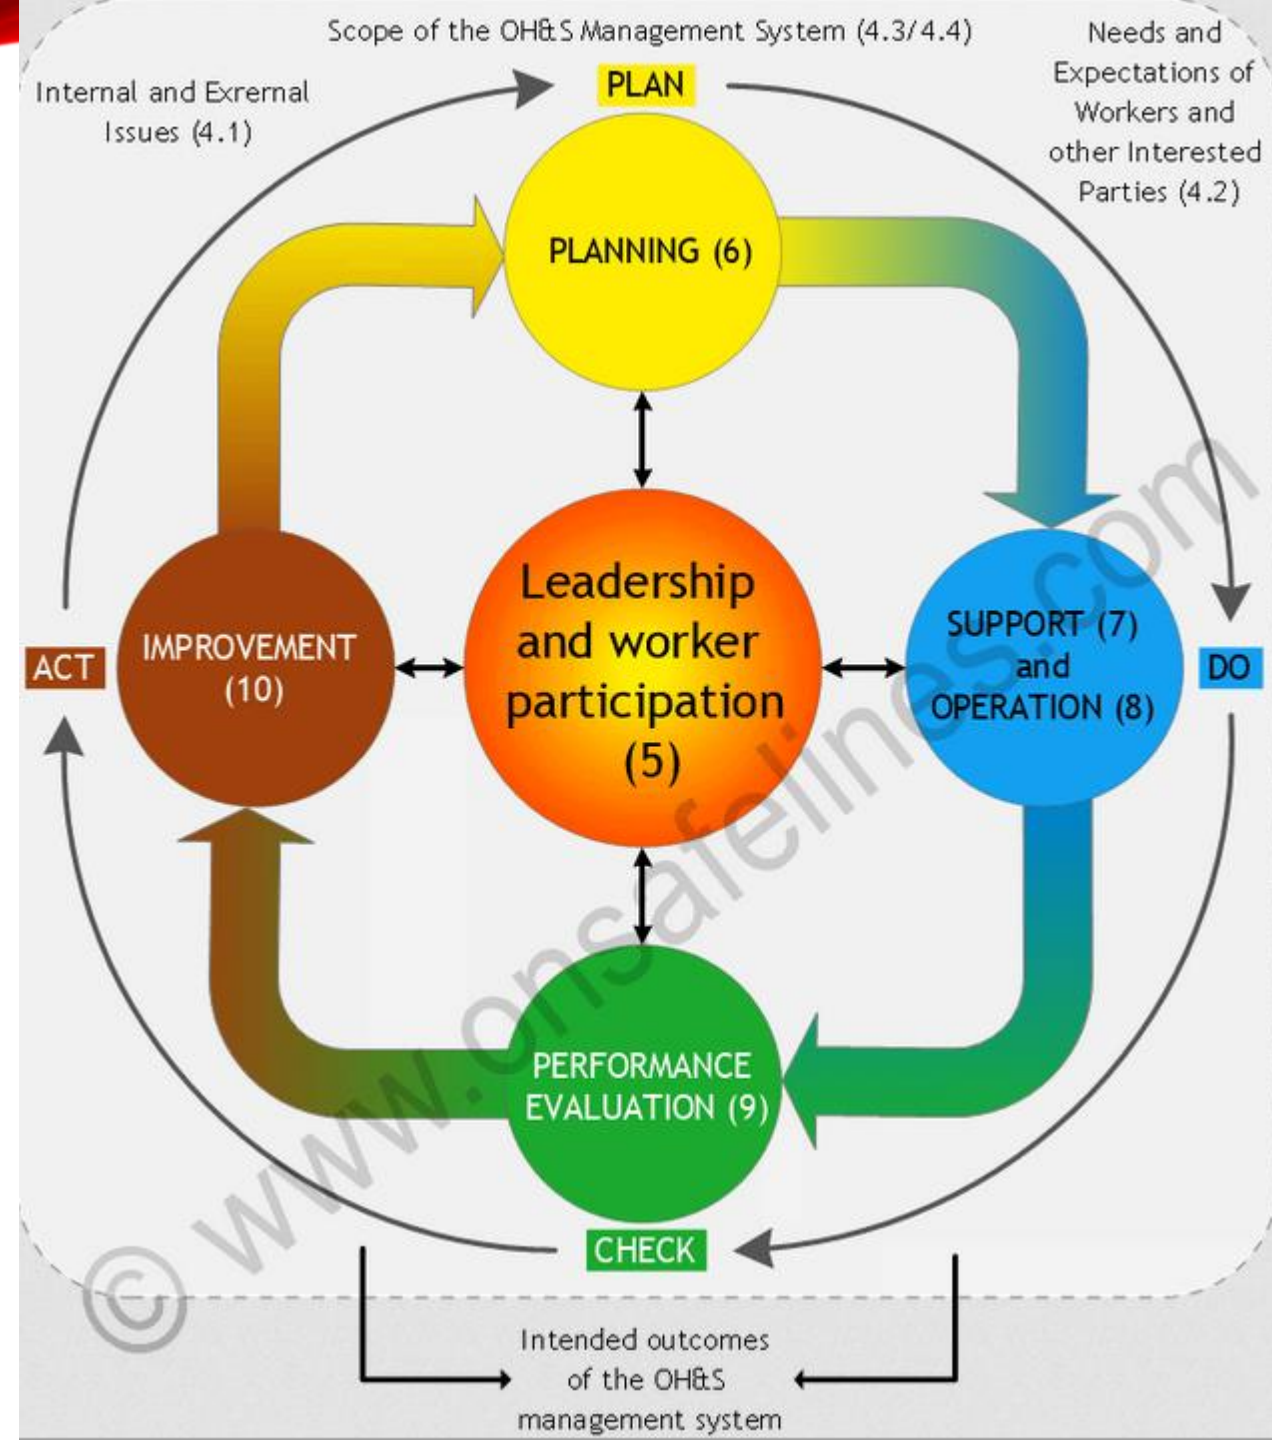 Scope of the OH&S Management System (4.3/4.4)
Internal and Exrernal
Issues (4.1)
PLAN
Needs and
Expectations of
Workers and
other Interested
Parties (4.2)
PLANNING (6)
ACT
IMPROVEMENT
(10)
Leadership
and worker
participation
(5)
SUPPORT (7)
and
OPERATION (8)
DO
PERFORMANCE
EVALUATION (9)
CHECK
Intended outcomes
of the OH&S
management system
© www.onsafelines.com